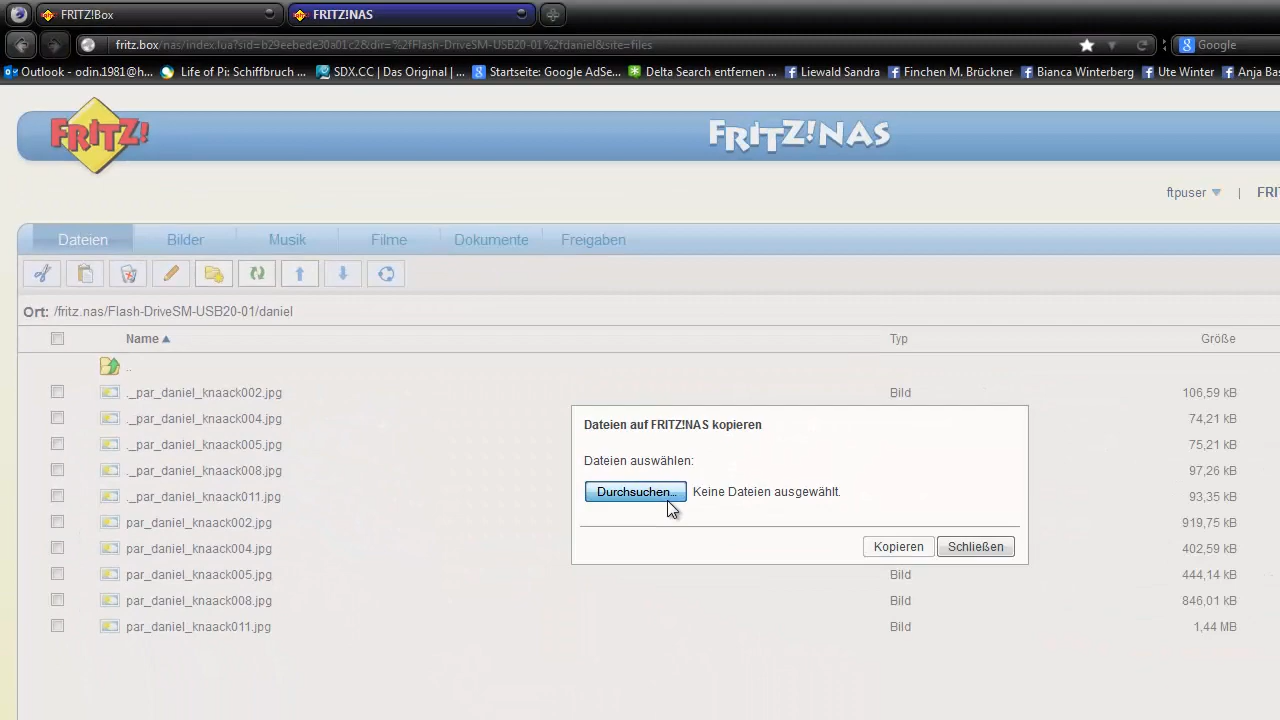 FRITZ!Box
FRITZ!NAS
fritz.box/nas/index.lua?sid=b29eebede30a01c2&dir=%2FFlash-DriveSM-USB20-01%2Fdaniel&site=files
Google
Outlook - odin.1981@h...
Life of Pi: Schiffbruch ...
SDX.CC | Das Original | ...
Startseite: Google AdSe...
Delta Search entfernen ...
Liewald Sandra
Finchen M. Brückner
Bianca Winterberg
Ute Winter
Anja Bas
FRITZ!
FRITZ!NAS
ftpuser | FRI
Dateien Bilder Musik Filme Dokumente Freigaben
Ort: /fritz.nas/Flash-DriveSM-USB20-01/daniel
Name Typ Größe
..
._par_daniel_knaack002.jpg Bild 106,59 kB
._par_daniel_knaack004.jpg 74,21 kB
._par_daniel_knaack005.jpg 75,21 kB
._par_daniel_knaack008.jpg 97,26 kB
._par_daniel_knaack011.jpg 93,35 kB
par_daniel_knaack002.jpg 919,75 kB
par_daniel_knaack004.jpg 402,59 kB
par_daniel_knaack005.jpg Bild 444,14 kB
par_daniel_knaack008.jpg Bild 846,01 kB
par_daniel_knaack011.jpg Bild 1,44 MB
Dateien auf FRITZ!NAS kopieren
Dateien auswählen:
Durchsuchen... Keine Dateien ausgewählt.
Kopieren Schließen